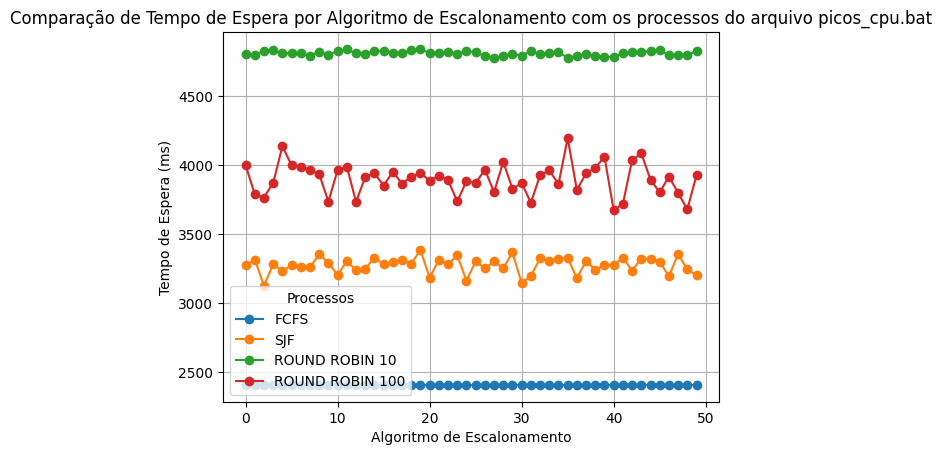 Comparação de Tempo de Espera por Algoritmo de Escalonamento com os processos do arquivo picos_cpu.bat
Tempo de Espera (ms)
4500
4000
3500
3000
2500
Processos
FCFS
SJF
ROUND ROBIN 10
ROUND ROBIN 100
0 10 20 30 40 50
Algoritmo de Escalonamento